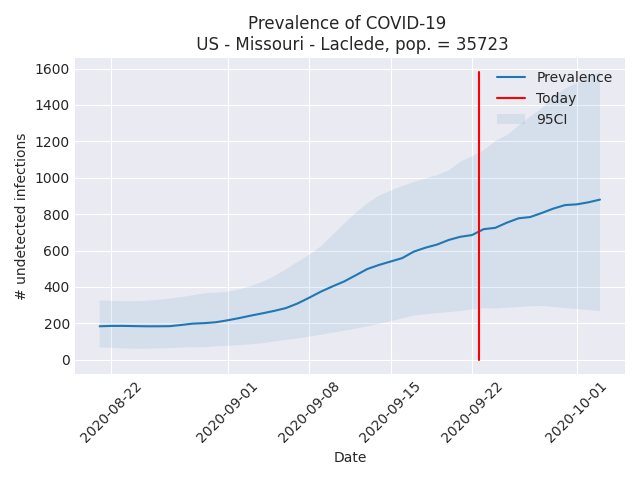 Prevalence of COVID-19
US - Missouri - Laclede, pop. = 35723
1600
1400
1200
1000
800
600
400
200
0
# undetected infections
Prevalence
Today
95CI
2020-08-22
2020-09-01
2020-09-08
2020-09-15
2020-09-22
2020-10-01
Date